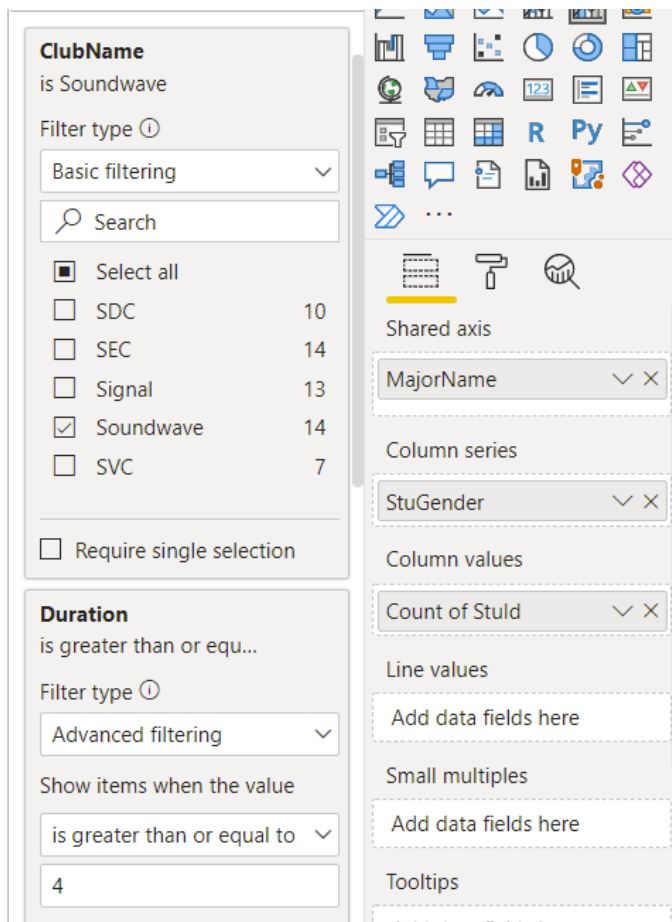 ClubName
is Soundwave
Filter type
Basic filtering
Search
Select all
SDC 10
SEC 14
Signal 13
Soundwave 14
SVC 7
Require single selection
Duration
is greater than or equ...
Filter type
Advanced filtering
Show items when the value
is greater than or equal to
4
123
R Py
...
Shared axis
MajorName
Column series
StuGender
Column values
Count of StuId
Line values
Add data fields here
Small multiples
Add data fields here
Tooltips